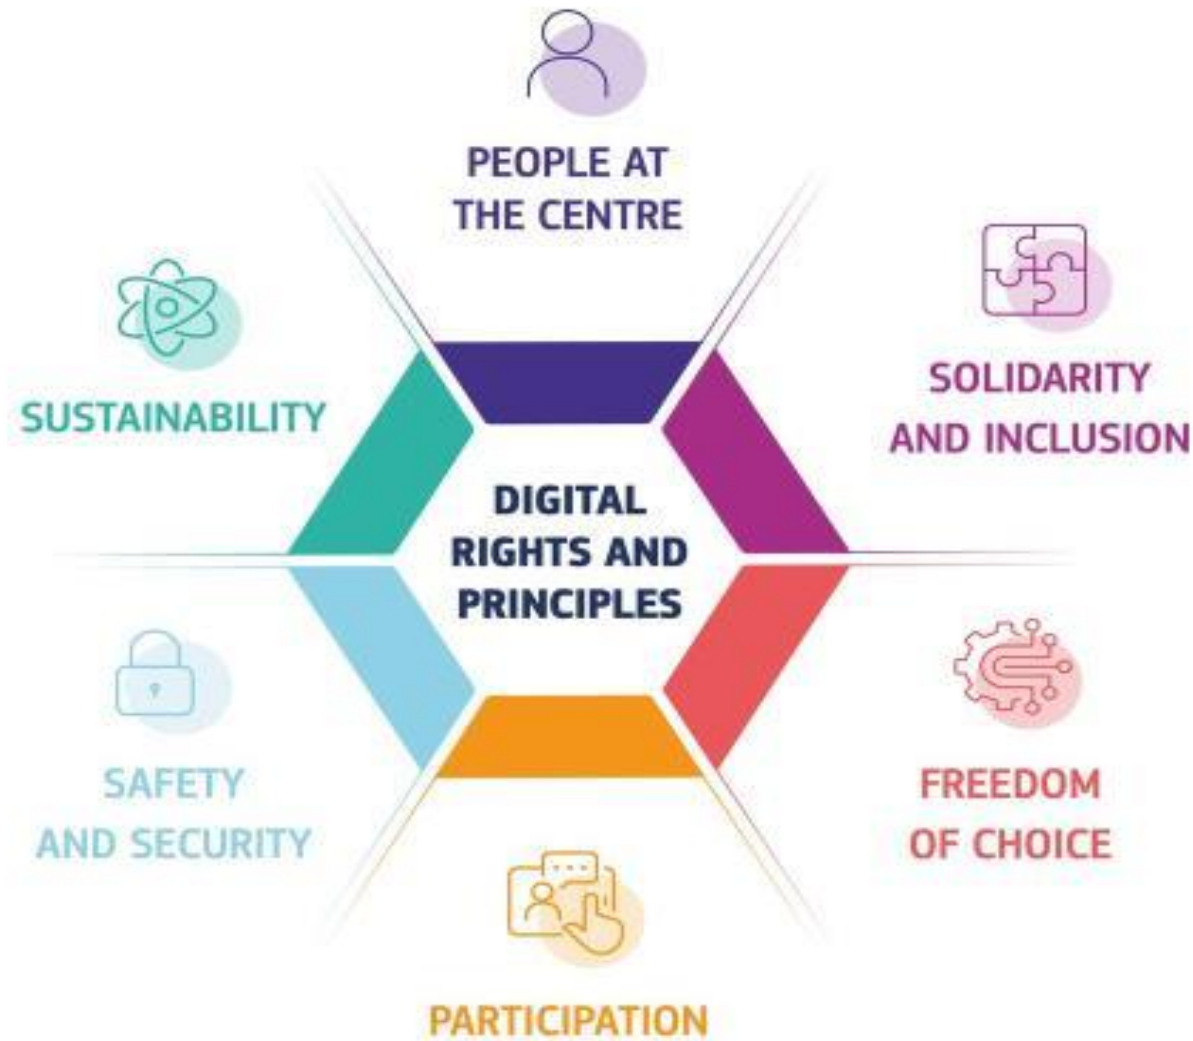 PEOPLE AT
THE CENTRE
SOLIDARITY
AND INCLUSION
SUSTAINABILITY
DIGITAL
RIGHTS AND
PRINCIPLES
SAFETY
AND SECURITY
FREEDOM
OF CHOICE
PARTICIPATION